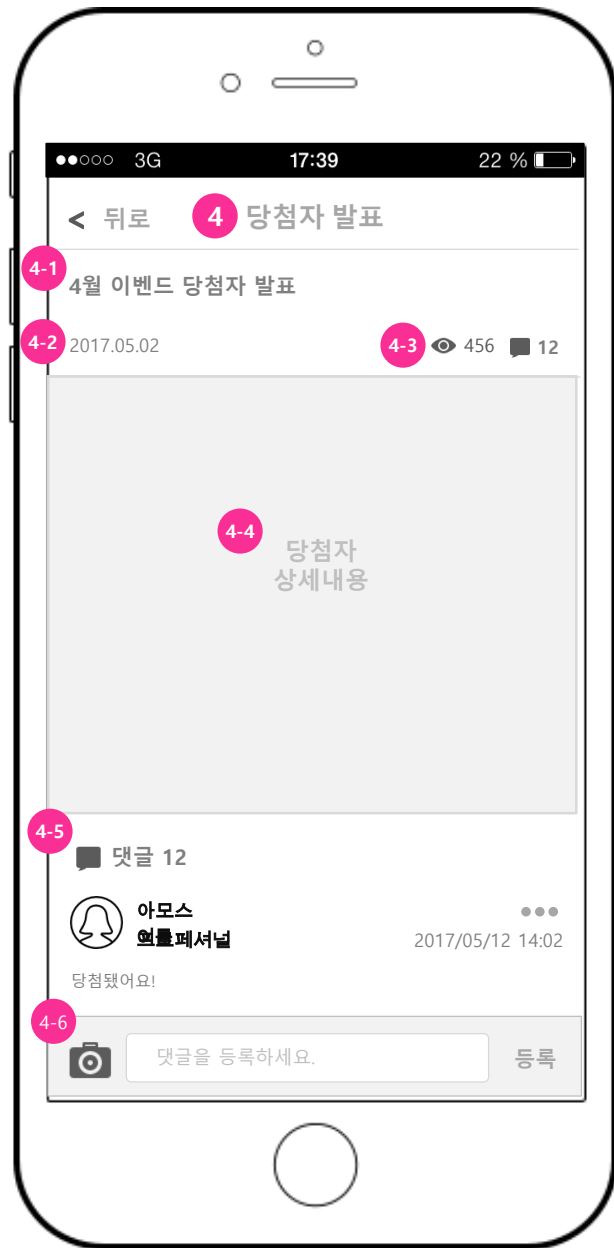 3G 17:39 22 %
< 뒤로 4 당첨자 발표
4-1
4월 이벤트 당첨자 발표
4-2 2017.05.02 4-3 456 12
4-4
당첨자
상세내용
4-5
댓글 12
아모스
2017/05/12 14:02
당첨됐어요!
4-6
댓글을 등록하세요. 등록